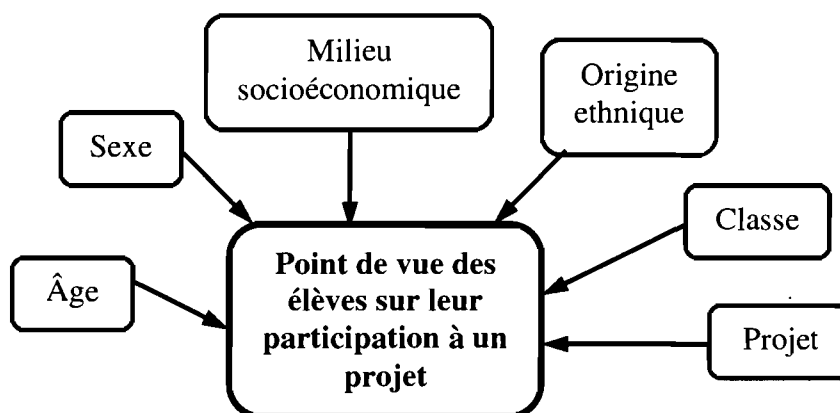 Milieu
socioéconomique
Origine
ethnique
Sexe
Classe
Âge
Point de vue des
élèves sur leur
participation à un
projet
Projet